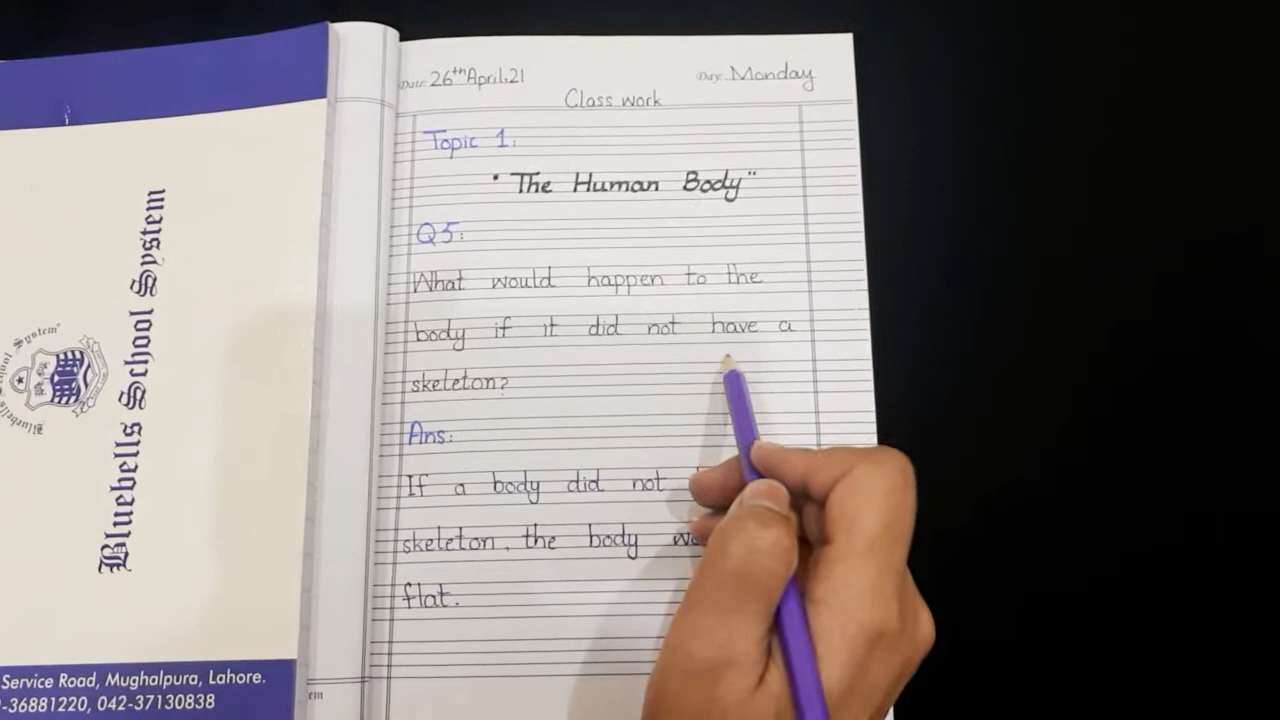 Bluebells School System
Service Road, Mughalpura, Lahore.
-36881220, 042-37130838
Date: 26th April,21
Day: Monday
Class work
Topic 1:
"The Human Body"
Q5:
What would happen to the
body if it did not have a
skeleton?
Ans:
If a body did not
skeleton, the body
flat.